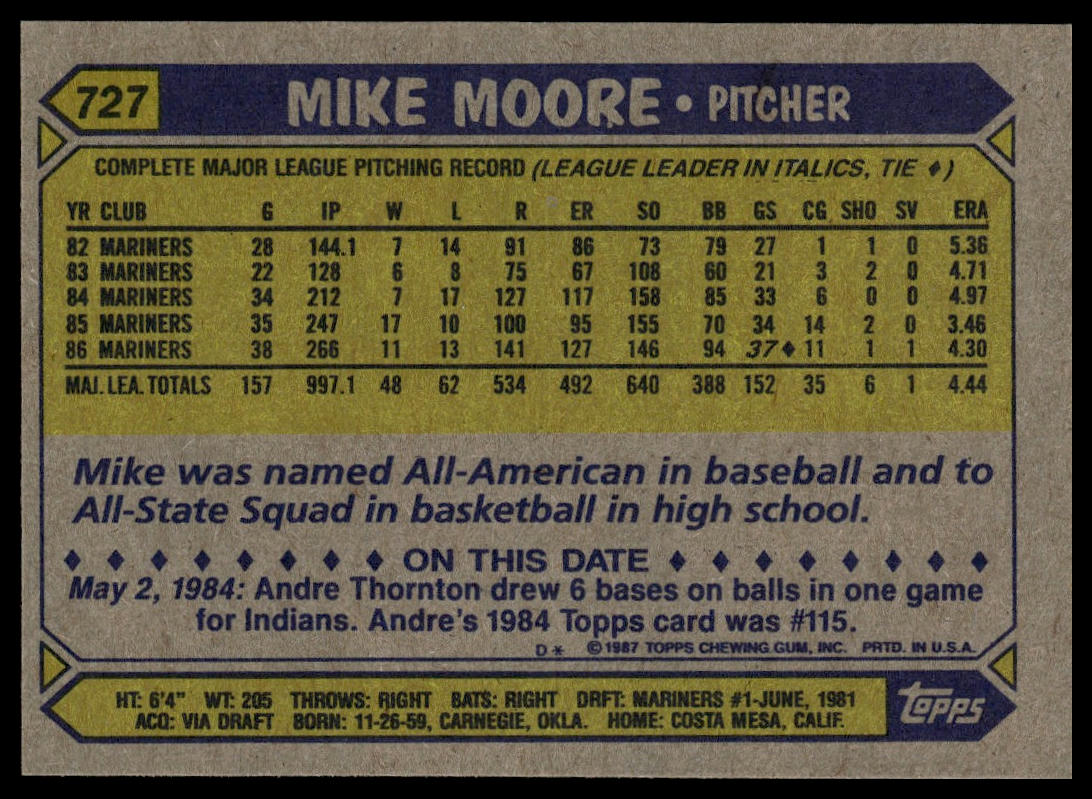 727 MIKE MOORE • PITCHER
COMPLETE MAJOR LEAGUE PITCHING RECORD (LEAGUE LEADER IN ITALICS, TIE ♦)
YR CLUB G IP W L R ER SO BB GS CG SHO SV ERA
82 MARINERS 28 144.1 7 14 91 86 73 79 27 1 1 0 5.36
83 MARINERS 22 128 6 8 75 67 108 60 21 3 2 0 4.71
84 MARINERS 34 212 7 17 127 117 158 85 33 6 0 0 4.97
85 MARINERS 35 247 17 10 100 95 155 70 34 14 2 0 3.46
86 MARINERS 38 266 11 13 141 127 146 94 37♦ 11 1 1 4.30
MAJ. LEA. TOTALS 157 997.1 48 62 534 492 640 388 152 35 6 1 4.44
Mike was named All-American in baseball and to
All-State Squad in basketball in high school.
♦ ♦ ♦ ♦ ♦ ♦ ♦ ♦ ON THIS DATE ♦ ♦ ♦ ♦ ♦ ♦ ♦ ♦
May 2, 1984: Andre Thornton drew 6 bases on balls in one game
for Indians. Andre's 1984 Topps card was #115.
D* ©1987 TOPPS CHEWING GUM, INC. PRTD. IN U.S.A.
HT: 6'4" WT: 205 THROWS: RIGHT BATS: RIGHT DRFT: MARINERS #1-JUNE, 1981
ACQ: VIA DRAFT BORN: 11-26-59, CARNEGIE, OKLA. HOME: COSTA MESA, CALIF.
topps